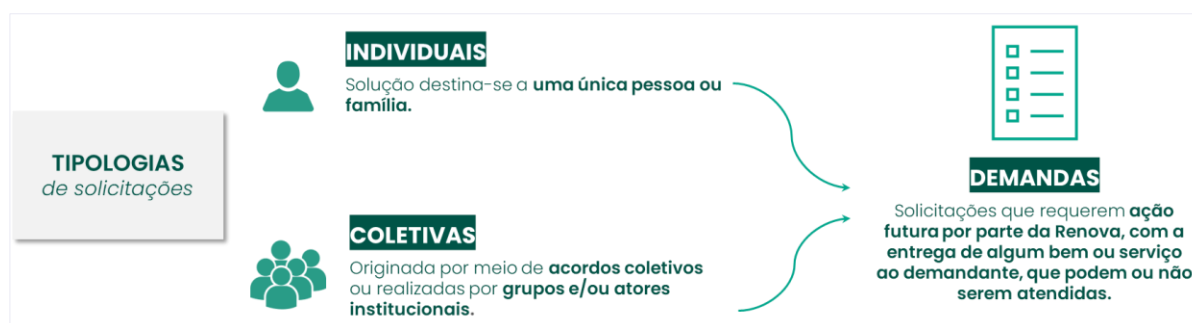 TIPOLOGIAS
de solicitações
INDIVIDUAIS
Solução destina-se a uma única pessoa ou
família.
COLETIVAS
Originada por meio de acordos coletivos
ou realizadas por grupos e/ou atores
institucionais.
DEMANDAS
Solicitações que requerem ação
futura por parte da Renova, com a
entrega de algum bem ou serviço
ao demandante, que podem ou não
serem atendidas.